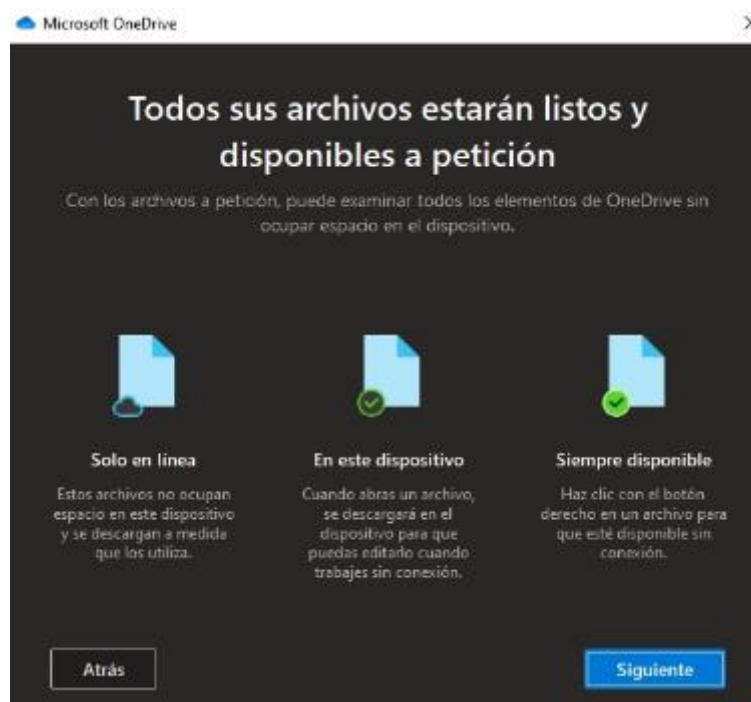 Microsoft OneDrive
Todos sus archivos estarán listos y
disponibles a petición
Con los archivos a petición, puede examinar todos los elementos de OneDrive sin
ocupar espacio en el dispositivo.
Solo en línea
Estos archivos no ocupan
espacio en este dispositivo
y se descargan a medida
que los utiliza.
En este dispositivo
Cuando abras un archivo,
se descargará en el
dispositivo para que
puedas editarlo cuando
trabajes sin conexión.
Siempre disponible
Haz clic con el botón
derecho en un archivo para
que esté disponible sin
conexión.
Atrás
Siguiente